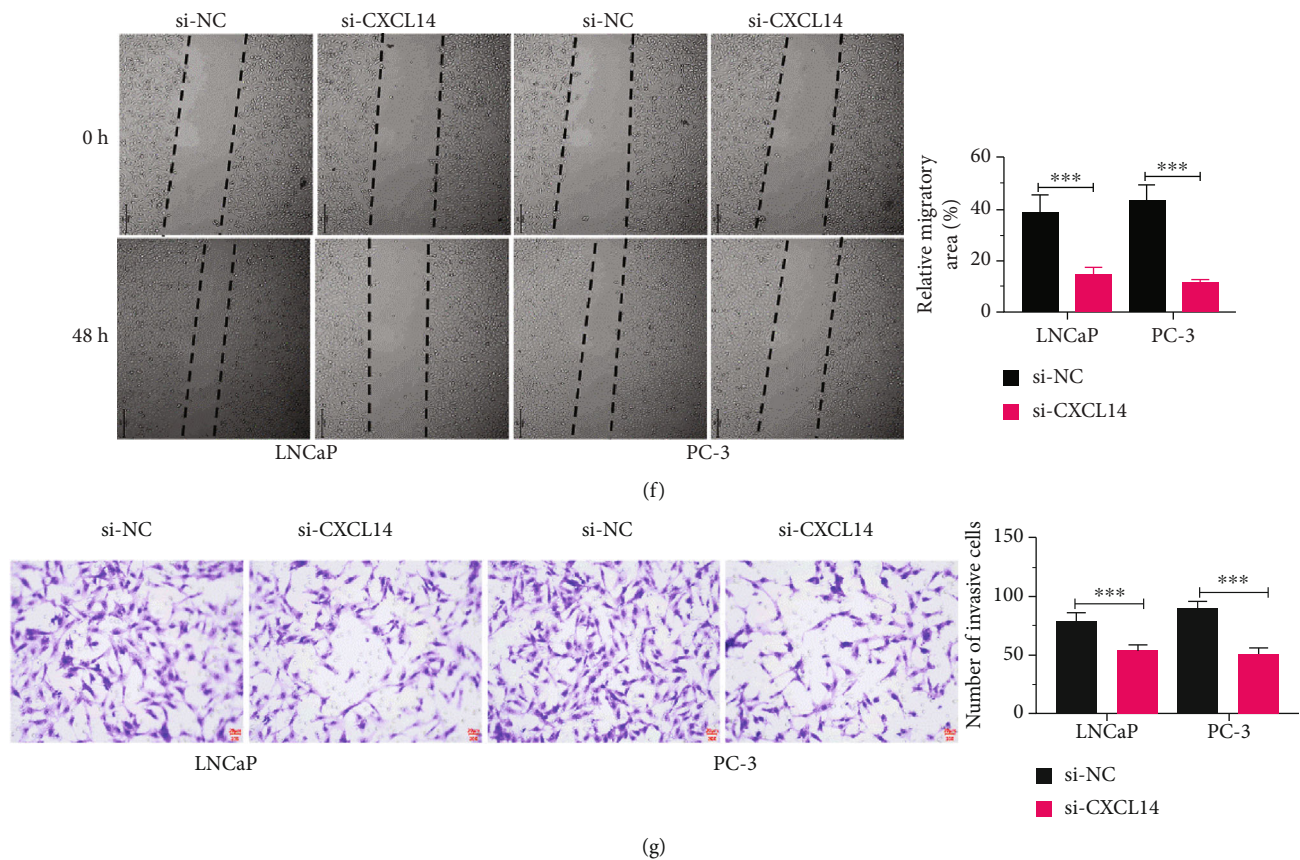 si-NC si-CXCL14 si-NC si-CXCL14
0 h
48 h
LNCaP PC-3
Relative migratory
area (%)
60
40
20
0
*** ***
LNCaP PC-3
si-NC
si-CXCL14
(f)
si-NC si-CXCL14 si-NC si-CXCL14
LNCaP PC-3
Number of invasive cells
150
100
50
0
*** ***
LNCaP PC-3
si-NC
si-CXCL14
(g)